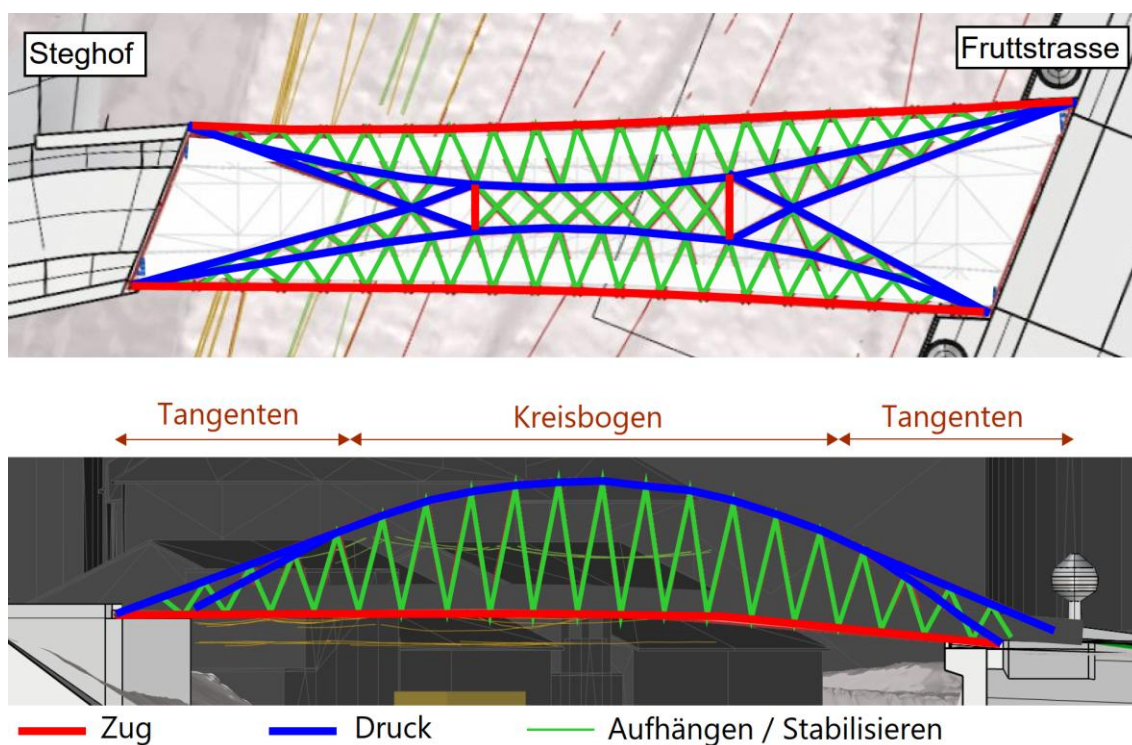 Steghof
Fruttstrasse
Tangenten
Kreisbogen
Tangenten
Zug
Druck
Aufhängen / Stabilisieren